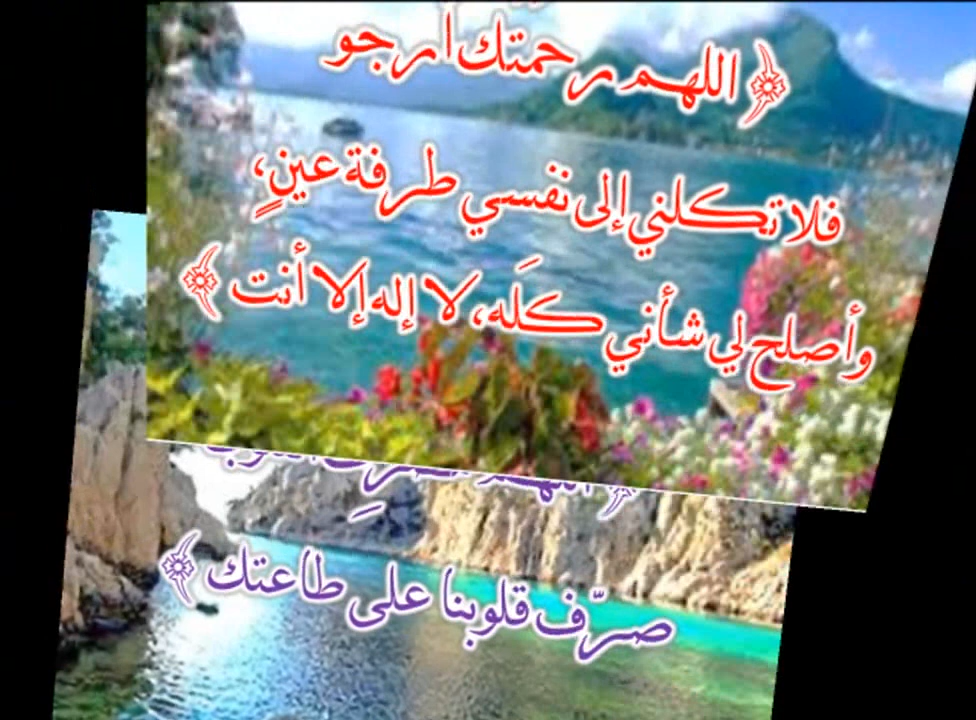 ﴿ اللهم رحمتك أرجو
فلا تكلني إلى نفسي طرفة عينٍ،
وأصلح لي شأني كلَه، لا إله إلا أنت ﴾
صرّف قلوبنا على طاعتك ﴾